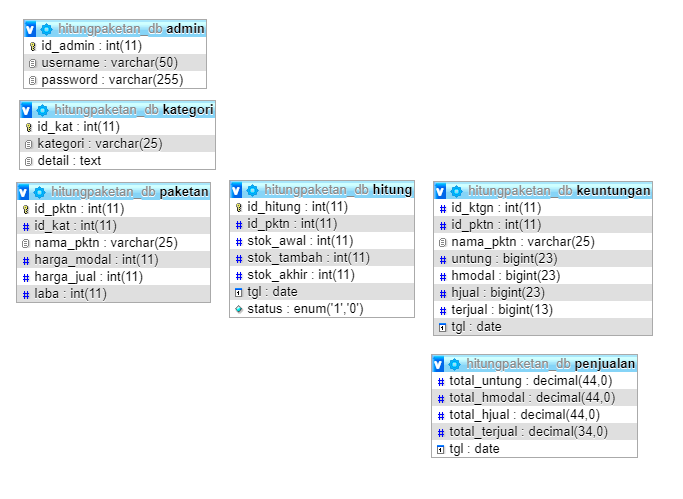 hitungpaketan_db admin
id_admin : int(11)
username : varchar(50)
password : varchar(255)
hitungpaketan_db kategori
id_kat : int(11)
kategori : varchar(25)
detail : text
hitungpaketan_db paketan
id_pktn : int(11)
id_kat : int(11)
nama_pktn : varchar(25)
harga_modal : int(11)
harga_jual : int(11)
laba : int(11)
hitungpaketan_db hitung
id_hitung : int(11)
id_pktn : int(11)
stok_awal : int(11)
stok_tambah : int(11)
stok_akhir : int(11)
tgl : date
status : enum('1','0')
hitungpaketan_db keuntungan
id_ktgn : int(11)
id_pktn : int(11)
nama_pktn : varchar(25)
untung : bigint(23)
hmodal : bigint(23)
hjual : bigint(23)
terjual : bigint(13)
tgl : date
hitungpaketan_db penjualan
total_untung : decimal(44,0)
total_hmodal : decimal(44,0)
total_hjual : decimal(44,0)
total_terjual : decimal(34,0)
tgl : date